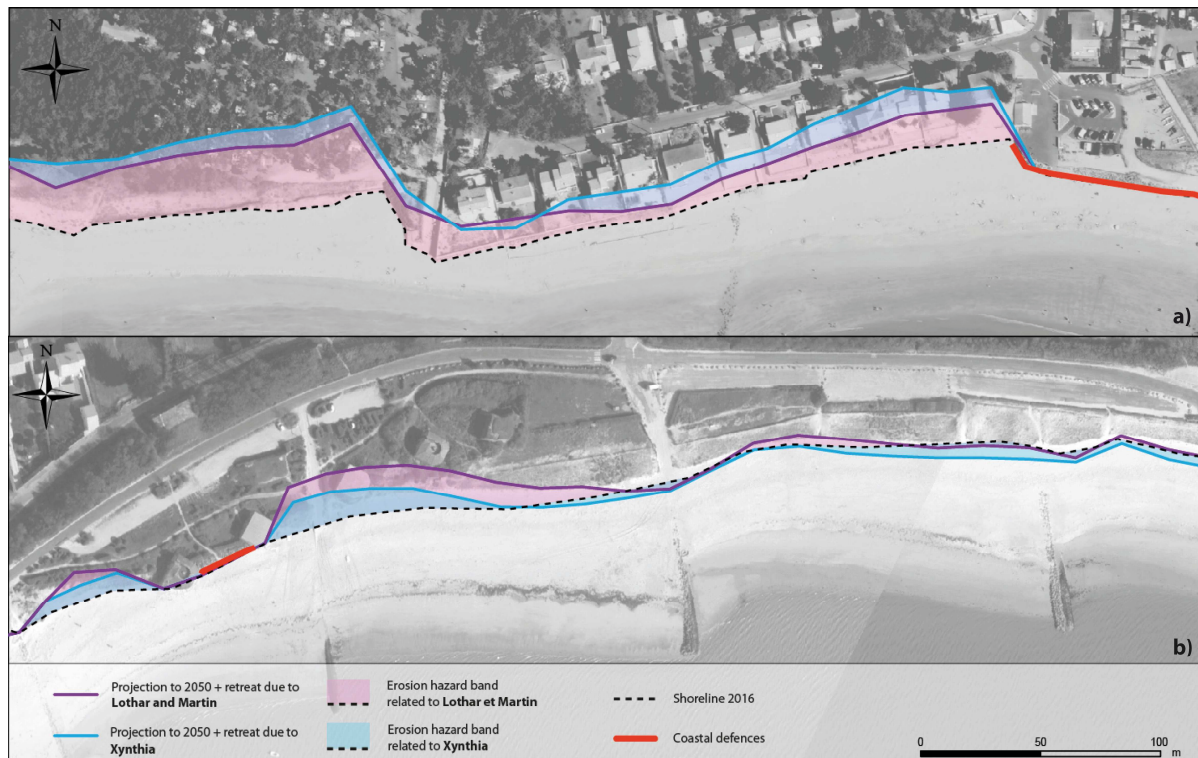 N
a)
N
b)
Projection to 2050 + retreat due to
Lothar and Martin
Projection to 2050 + retreat due to
Xynthia
Erosion hazard band
related to Lothar et Martin
Erosion hazard band
related to Xynthia
Shoreline 2016
Coastal defences
0 50 100
m